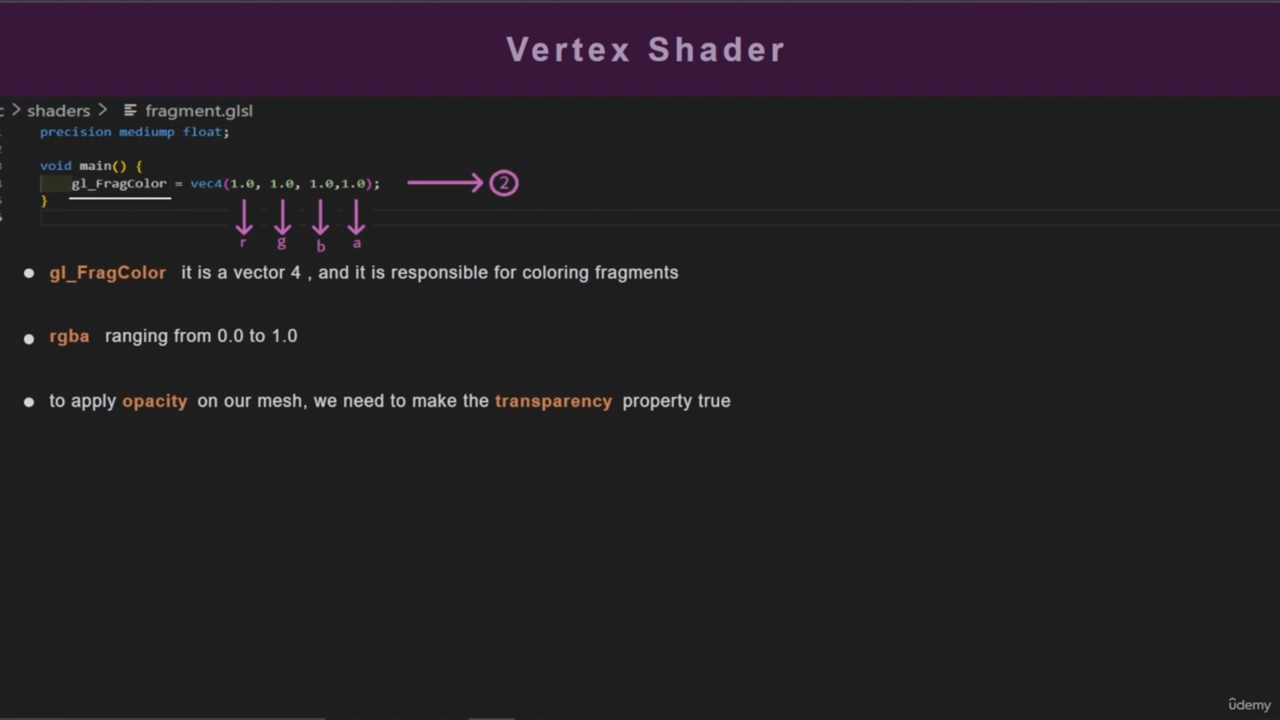 Vertex Shader
c > shaders > fragment.glsl
precision mediump float;
void main() {
gl_FragColor = vec4(1.0, 1.0, 1.0,1.0);
2
}
r g b a
gl_FragColor it is a vector 4 , and it is responsible for coloring fragments
rgba ranging from 0.0 to 1.0
to apply opacity on our mesh, we need to make the transparency property true
ûdemy